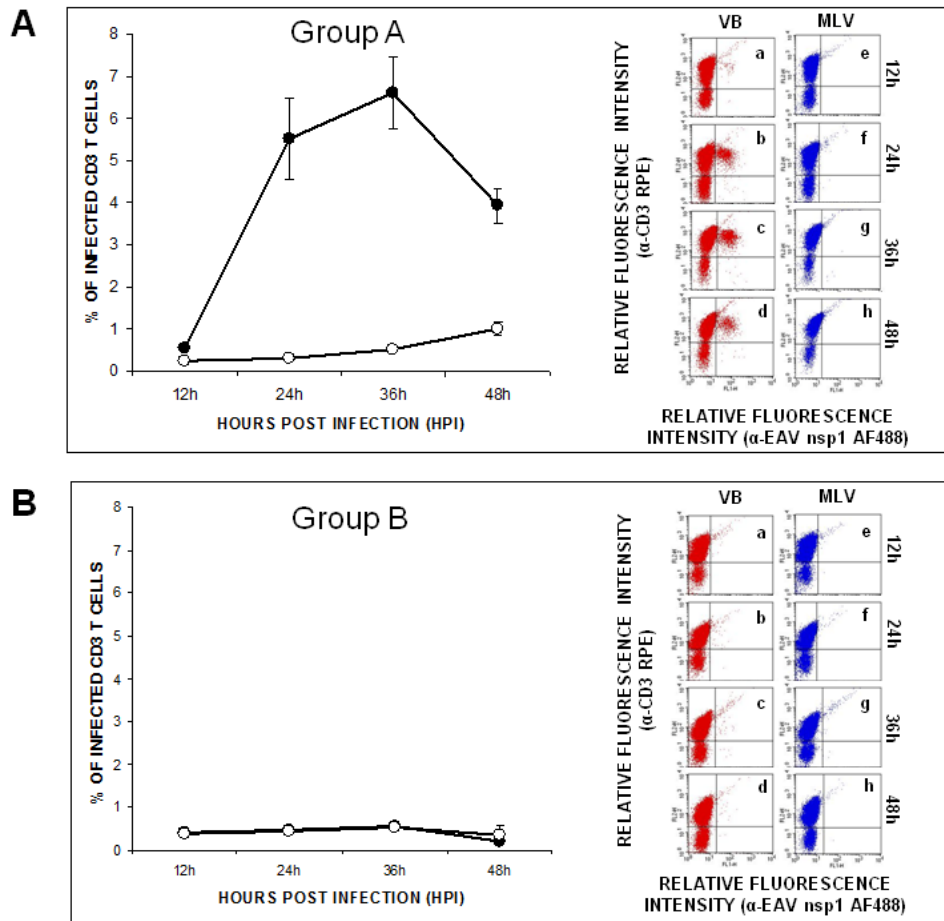 A
Group A
% OF INFECTED CD3 T CELLS
8
7
6
5
4
3
2
1
0
12h
24h
36h
48h
HOURS POST INFECTION (HPI)
RELATIVE FLUORESCENCE INTENSITY
(α-CD3 RPE)
VB
MLV
a
e
12h
b
f
24h
c
g
36h
d
h
48h
RELATIVE FLUORESCENCE
INTENSITY (α-EAV nsp1 AF488)
B
Group B
% OF INFECTED CD3 T CELLS
8
7
6
5
4
3
2
1
0
12h
24h
36h
48h
HOURS POST INFECTION (HPI)
RELATIVE FLUORESCENCE INTENSITY
(α-CD3 RPE)
VB
MLV
a
e
12h
b
f
24h
c
g
36h
d
h
48h
RELATIVE FLUORESCENCE
INTENSITY (α-EAV nsp1 AF488)